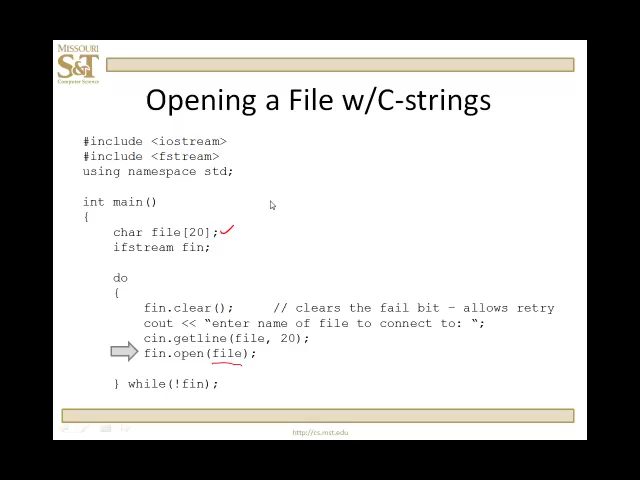 MISSOURI
S&T
Computer Science
Opening a File w/C-strings
#include <iostream>
#include <fstream>
using namespace std;
int main()
{
char file[20];
ifstream fin;
do
{
fin.clear();     // clears the fail bit – allows retry
cout << “enter name of file to connect to: “;
cin.getline(file, 20);
fin.open(file);
} while(!fin);
http://cs.mst.edu